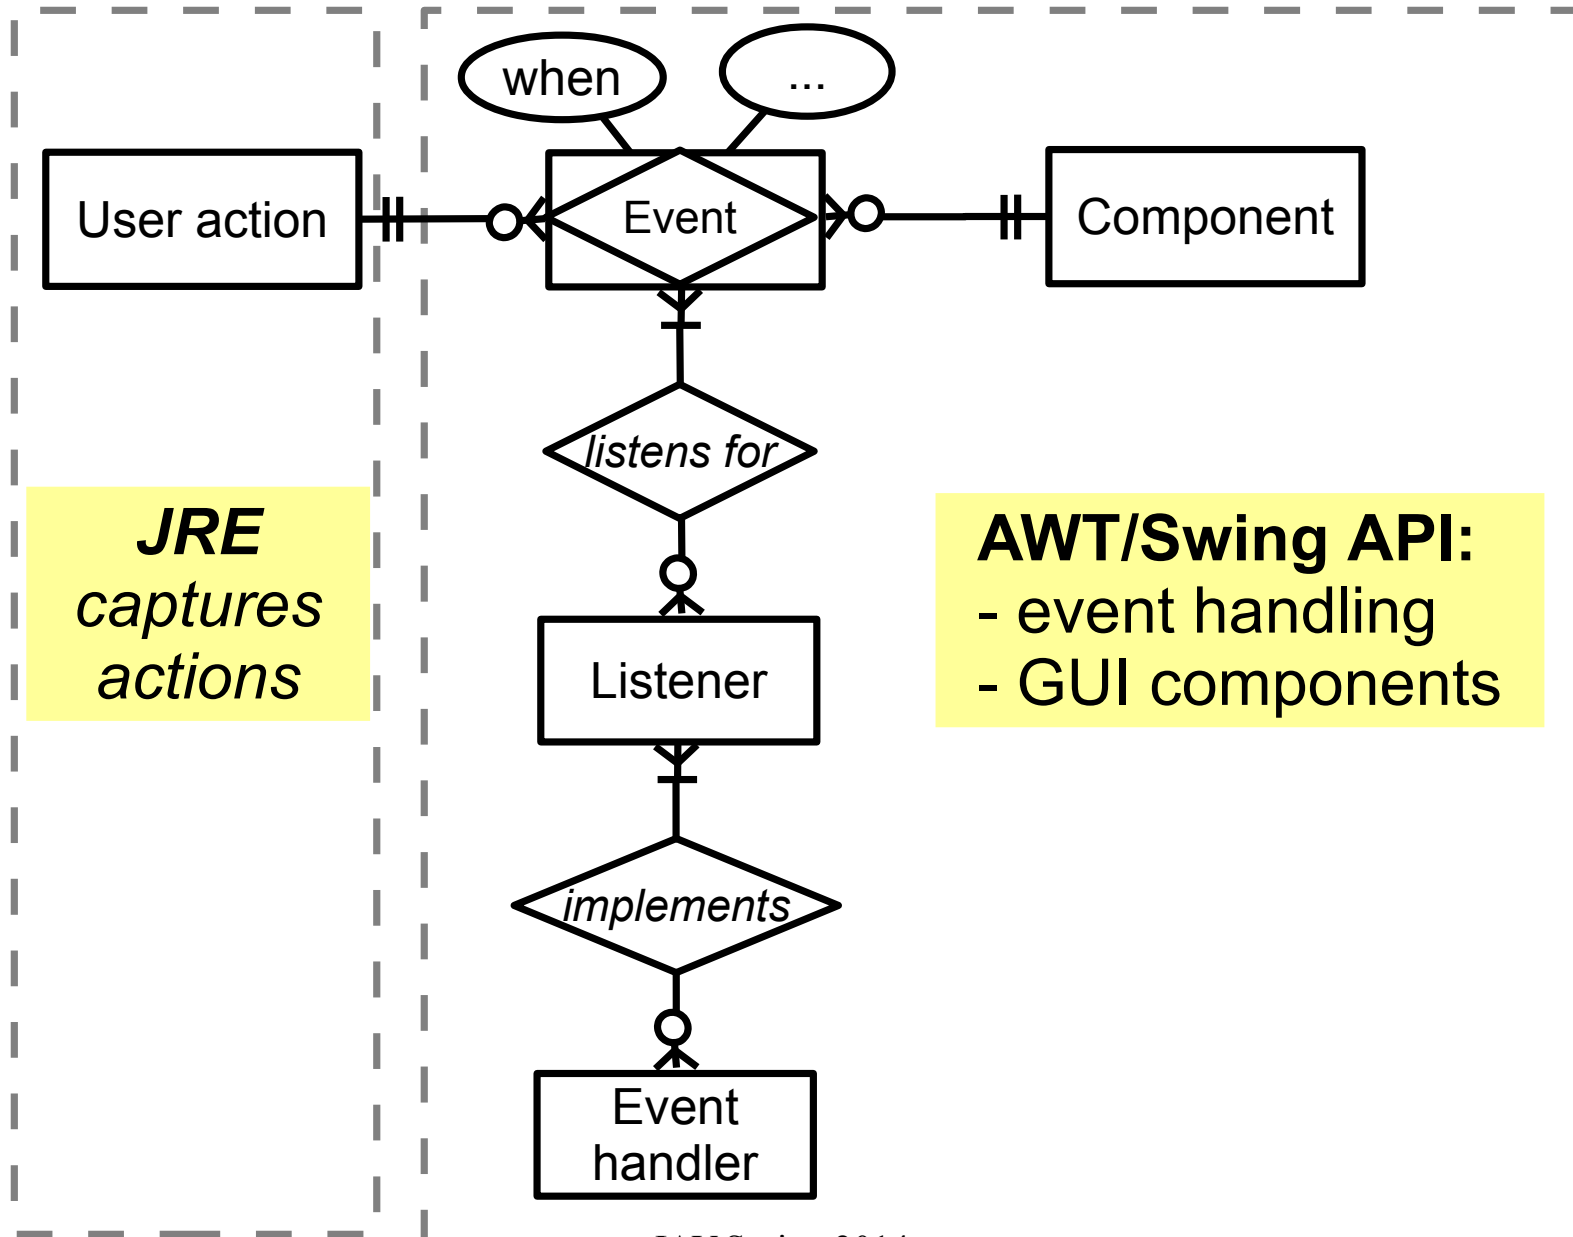 when
...
User action
Event
Component
listens for
JRE
captures
actions
AWT/Swing API:
- event handling
- GUI components
Listener
implements
Event
handler
2014